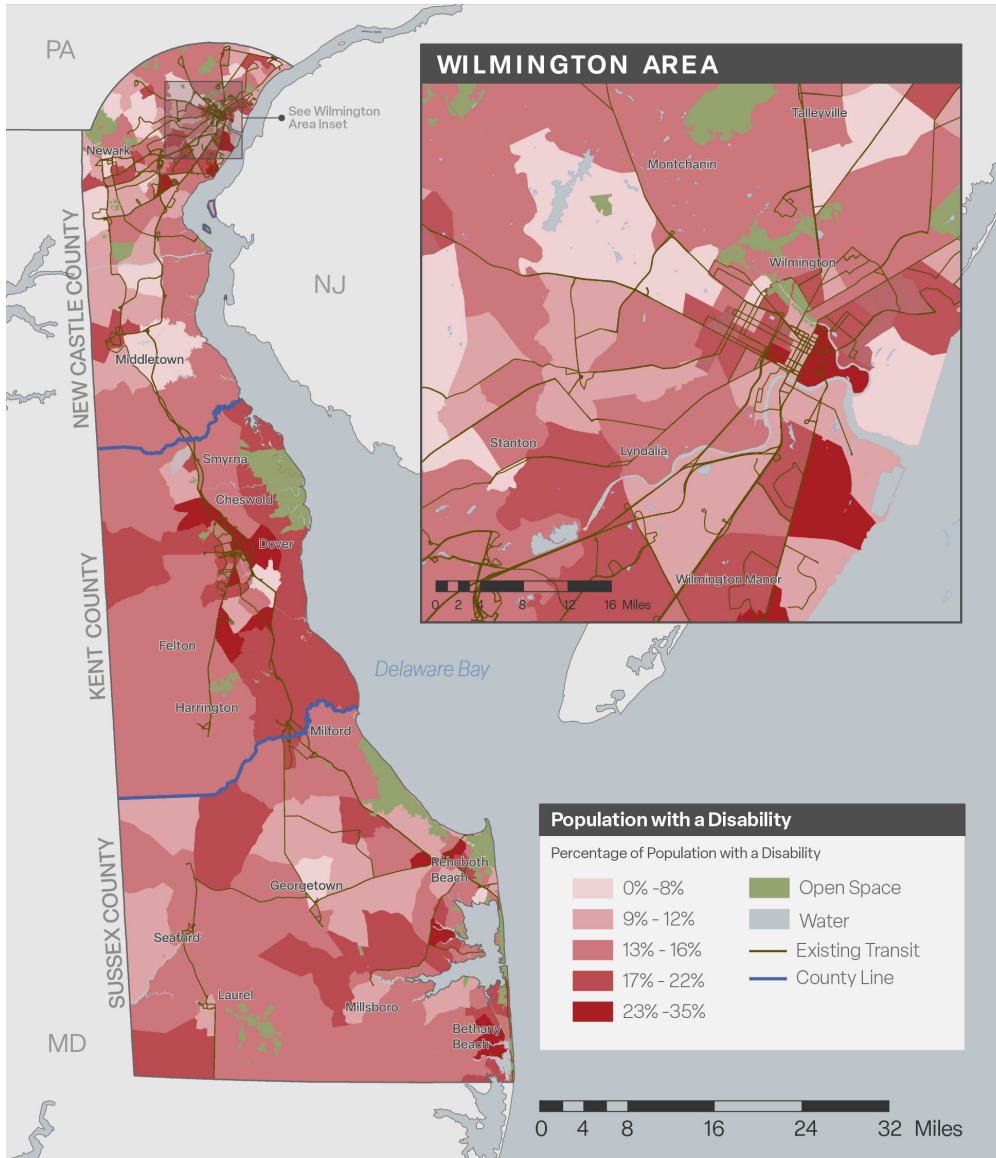 PA
See Wilmington
Area Inset
Newark
NEW CASTLE COUNTY
NJ
Middletown
Smyrna
Cheswold
Dover
KENT COUNTY
Felton
Harrington
Milford
Delaware Bay
SUSSEX COUNTY
Rehoboth
Beach
Georgetown
Seaford
Laurel
Millsboro
Bethany
Beach
MD
WILMINGTON AREA
Talleyville
Montchanin
Wilmington
Stanton
Lyndalia
Wilmington Manor
0 2 4 8 12 16 Miles
Population with a Disability
Percentage of Population with a Disability
0% -8%
9% - 12%
13% - 16%
17% - 22%
23% -35%
Open Space
Water
Existing Transit
County Line
0 4 8 16 24 32 Miles